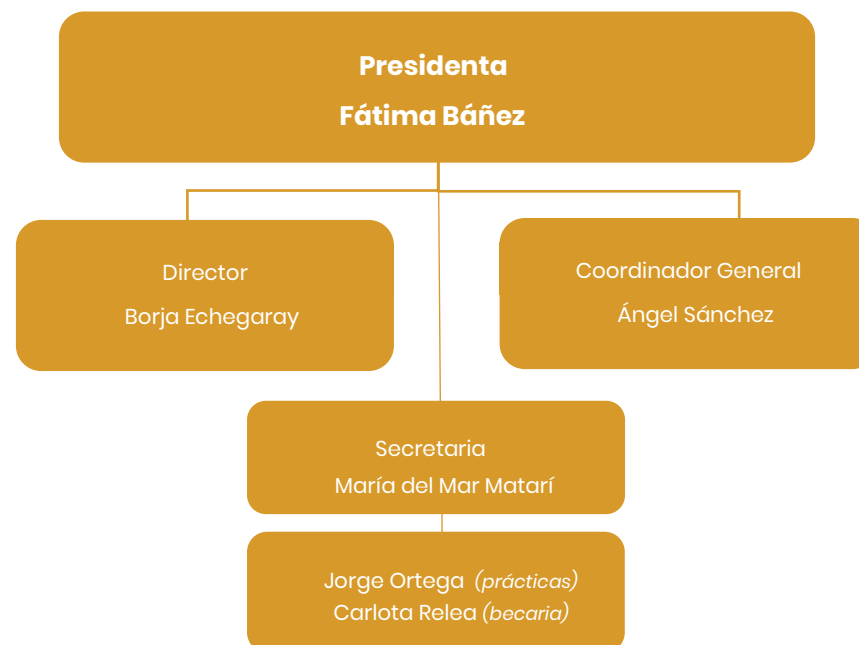 Presidenta
Fátima Báñez
Director
Borja Echegaray
Coordinador General
Ángel Sánchez
Secretaria
María del Mar Matarí
Jorge Ortega (prácticas)
Carlota Relea (becaria)